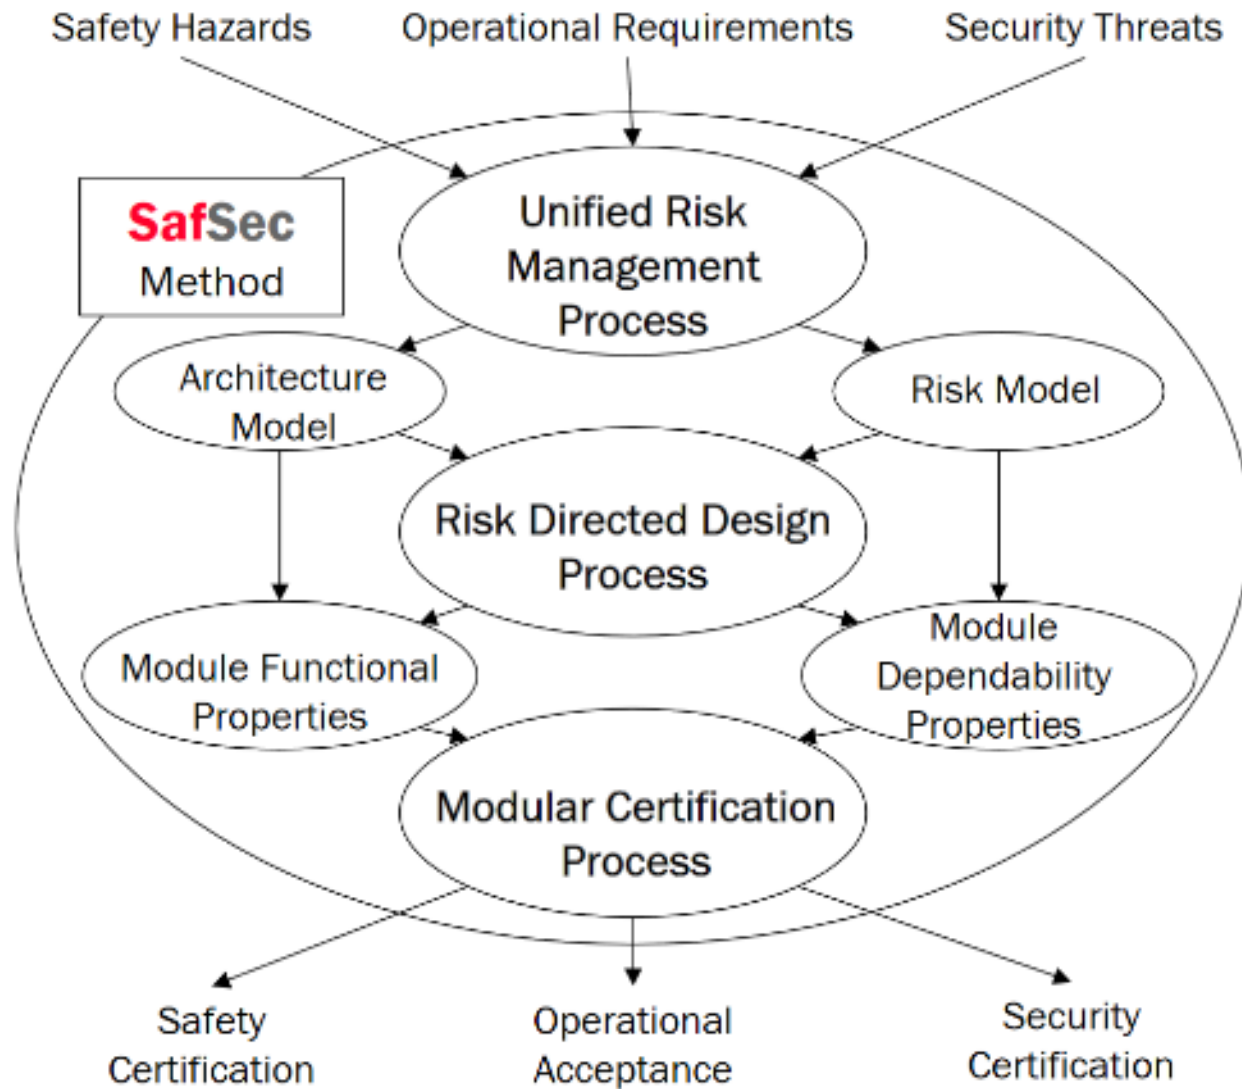 Safety Hazards
Operational Requirements
Security Threats
SafSec
Method
Unified Risk
Management
Process
Architecture
Model
Risk Model
Risk Directed Design
Process
Module Functional
Properties
Module
Dependability
Properties
Modular Certification
Process
Safety
Certification
Operational
Acceptance
Security
Certification